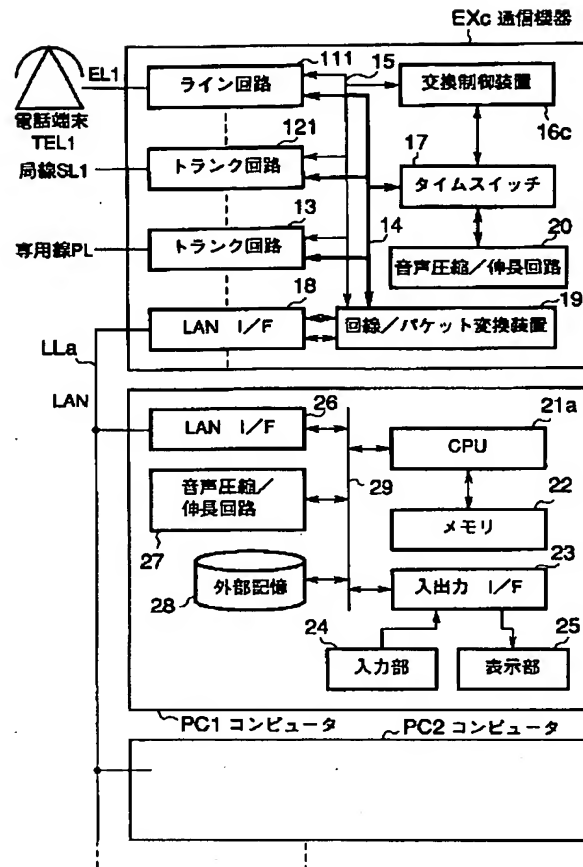 EXc 通信機器
電話端末
TEL1
EL1
111
ライン回路
15
交換制御装置
16c
局線SL1
121
トランク回路
17
タイムスイッチ
専用線PL
13
トランク回路
14
20
音声圧縮/伸長回路
18
LAN I/F
19
回線/パケット変換装置
LLa
LAN
26
LAN I/F
21a
CPU
音声圧縮/
伸長回路
27
29
22
メモリ
外部記憶
28
23
入出力 I/F
24
入力部
25
表示部
PC1 コンピュータ
PC2 コンピュータ